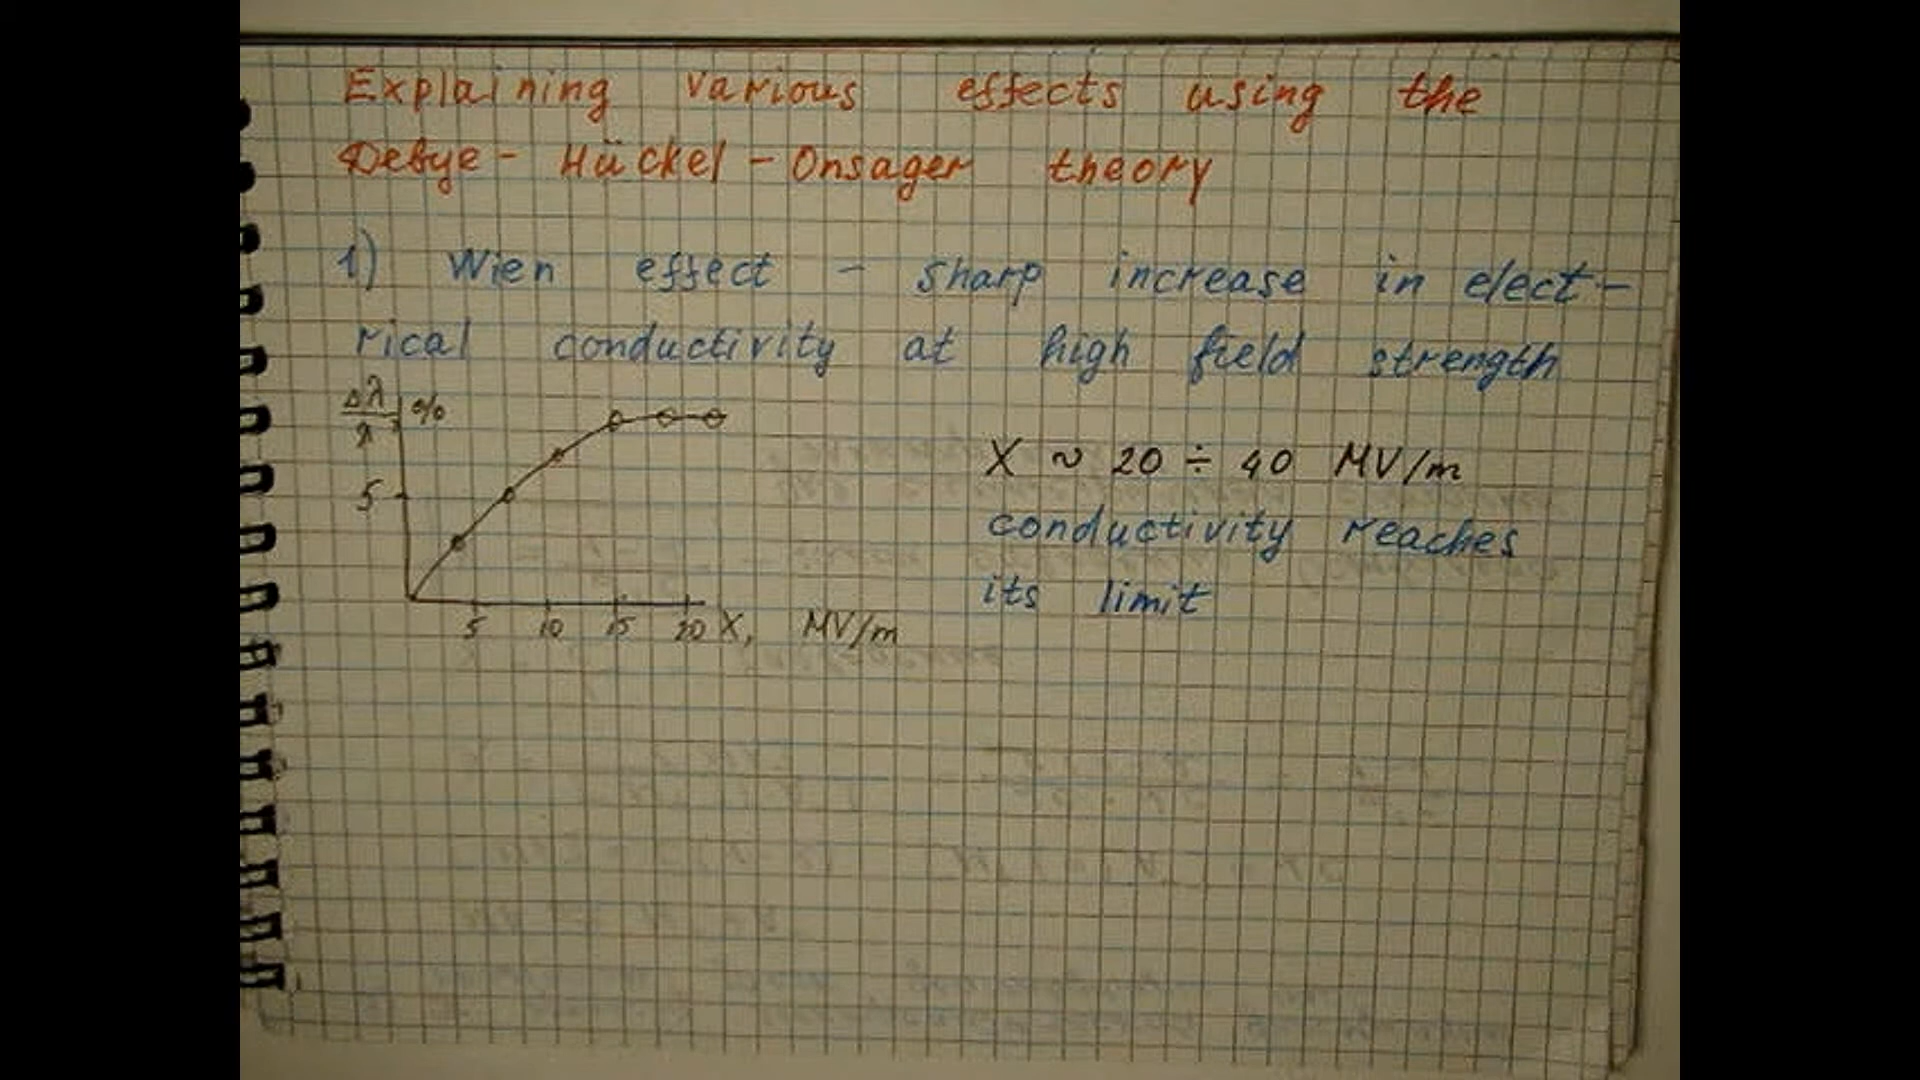 Explaining various effects using the
Debye - Hückel - Onsager theory
1) Wien effect - sharp increase in elect-
rical conductivity at high field strength
Δλ/λ %
5
5 10 15 20 X, MV/m
X ~ 20 ÷ 40 MV/m
conductivity reaches
its limit